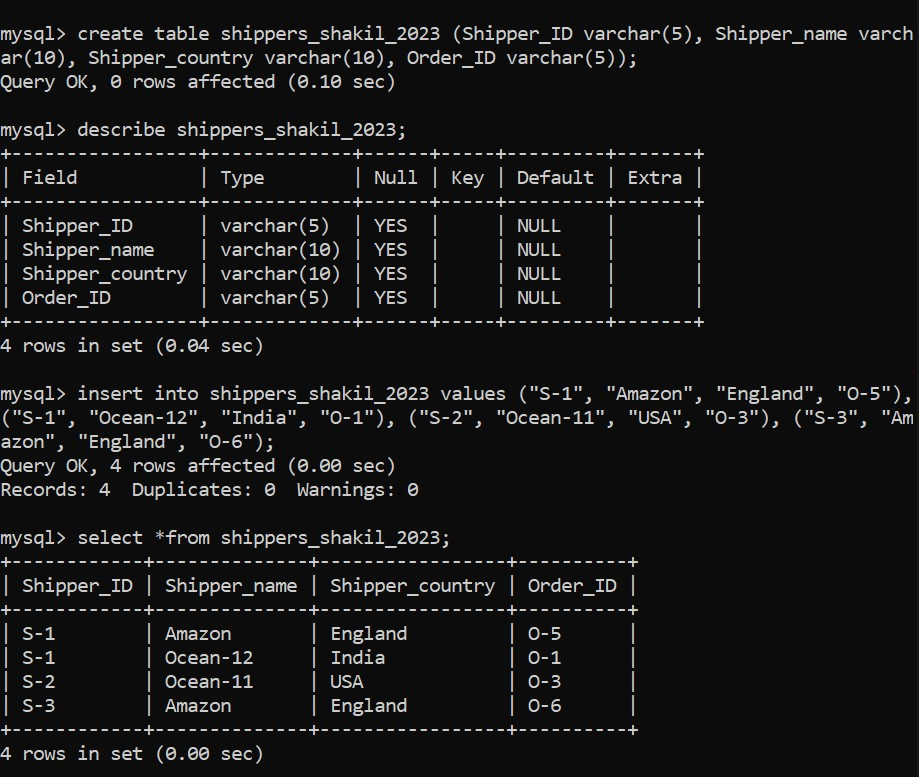 mysql> create table shippers_shakil_2023 (Shipper_ID varchar(5), Shipper_name varch
ar(10), Shipper_country varchar(10), Order_ID varchar(5));
Query OK, 0 rows affected (0.10 sec)

mysql> describe shippers_shakil_2023;
+-----------------+-------------+------+-----+---------+-------+
| Field           | Type        | Null | Key | Default | Extra |
+-----------------+-------------+------+-----+---------+-------+
| Shipper_ID      | varchar(5)  | YES  |     | NULL    |       |
| Shipper_name    | varchar(10) | YES  |     | NULL    |       |
| Shipper_country | varchar(10) | YES  |     | NULL    |       |
| Order_ID        | varchar(5)  | YES  |     | NULL    |       |
+-----------------+-------------+------+-----+---------+-------+
4 rows in set (0.04 sec)

mysql> insert into shippers_shakil_2023 values ("S-1", "Amazon", "England", "O-5"),
("S-1", "Ocean-12", "India", "O-1"), ("S-2", "Ocean-11", "USA", "O-3"), ("S-3", "Am
azon", "England", "O-6");
Query OK, 4 rows affected (0.00 sec)
Records: 4  Duplicates: 0  Warnings: 0

mysql> select *from shippers_shakil_2023;
+------------+--------------+-----------------+----------+
| Shipper_ID | Shipper_name | Shipper_country | Order_ID |
+------------+--------------+-----------------+----------+
| S-1        | Amazon       | England         | O-5      |
| S-1        | Ocean-12     | India           | O-1      |
| S-2        | Ocean-11     | USA             | O-3      |
| S-3        | Amazon       | England         | O-6      |
+------------+--------------+-----------------+----------+
4 rows in set (0.00 sec)